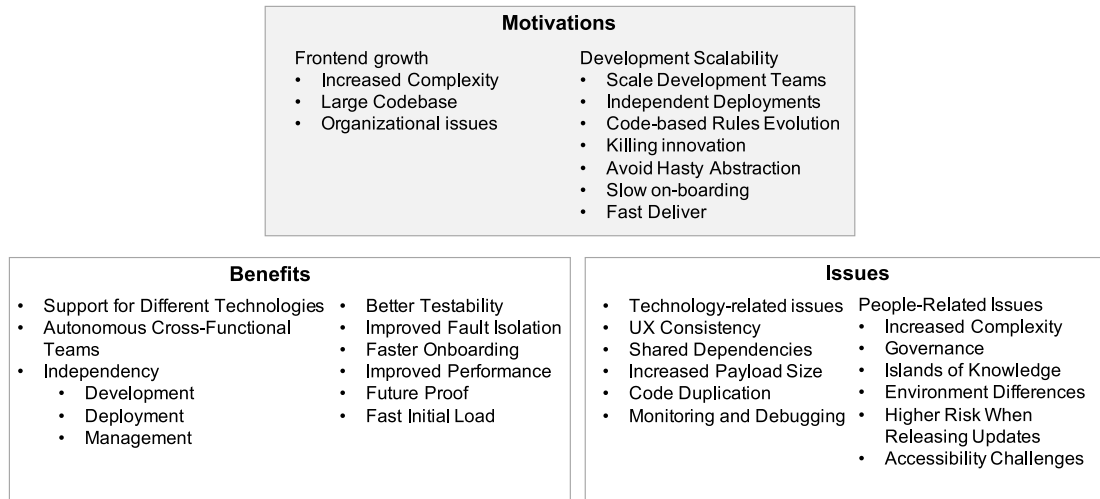 Motivations
Frontend growth
• Increased Complexity
• Large Codebase
• Organizational issues
Development Scalability
• Scale Development Teams
• Independent Deployments
• Code-based Rules Evolution
• Killing innovation
• Avoid Hasty Abstraction
• Slow on-boarding
• Fast Deliver
Benefits
• Support for Different Technologies
• Autonomous Cross-Functional
Teams
• Independency
• Development
• Deployment
• Management
• Better Testability
• Improved Fault Isolation
• Faster Onboarding
• Improved Performance
• Future Proof
• Fast Initial Load
Issues
• Technology-related issues
• UX Consistency
• Shared Dependencies
• Increased Payload Size
• Code Duplication
• Monitoring and Debugging
People-Related Issues
• Increased Complexity
• Governance
• Islands of Knowledge
• Environment Differences
• Higher Risk When
Releasing Updates
• Accessibility Challenges